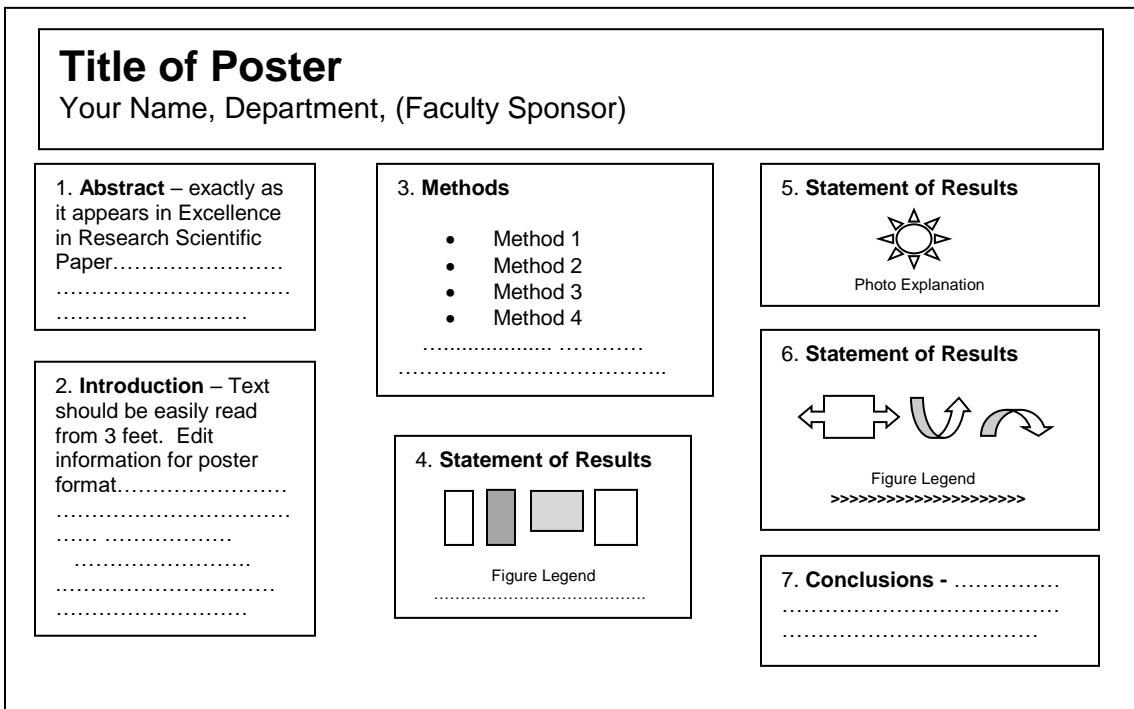 Title of Poster
Your Name, Department, (Faculty Sponsor)
1. Abstract – exactly as
it appears in Excellence
in Research Scientific
Paper……………………
……………………………
………………………
2. Introduction – Text
should be easily read
from 3 feet.  Edit
information for poster
format……………………
……………………………
…… ………………
…………………….
…………………………
………………………
3. Methods
• Method 1
• Method 2
• Method 3
• Method 4
….................... …………
………………………………..
4. Statement of Results
Figure Legend
……………………………………
5. Statement of Results
Photo Explanation
6. Statement of Results
Figure Legend
>>>>>>>>>>>>>>>>>>>>>
7. Conclusions - ……………
…………………………………
………………………………